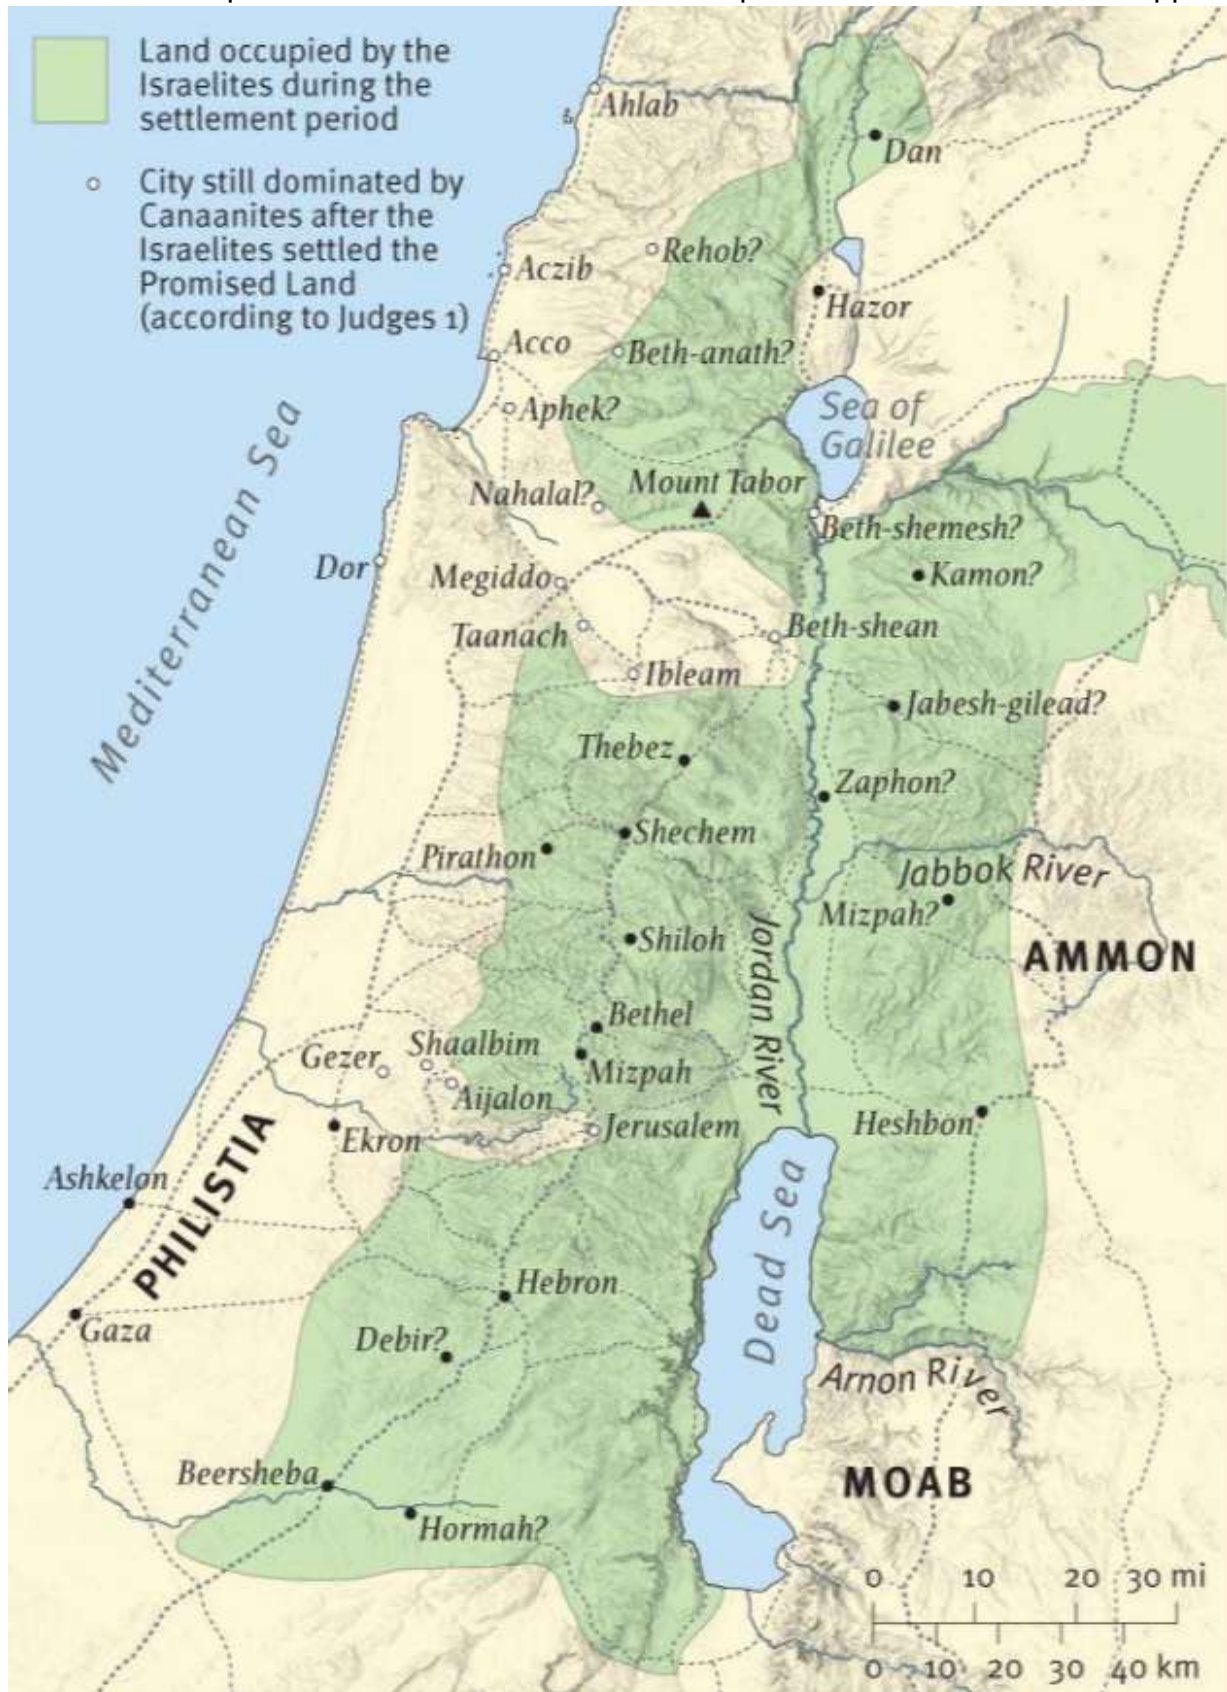 Land occupied by the
Israelites during the
settlement period
City still dominated by
Canaanites after the
Israelites settled the
Promised Land
(according to Judges 1)
Ahlab
Dan
Rehob?
Aczib
Hazor
Acco
Beth-anath?
Aphek?
Sea of
Galilee
Mediterranean Sea
Nahalal?
Mount Tabor
Beth-shemesh?
Dor
Megiddo
Kamon?
Taanach
Beth-shean
Ibleam
Jabesh-gilead?
Thebez
Zaphon?
Shechem
Pirathon
Jabbok River
Mizpah?
Shiloh
Jordan River
AMMON
Bethel
Gezer
Shaalbim
Mizpah
Aijalon
Heshbon
Ekron
Jerusalem
Ashkelon
PHILISTIA
Dead Sea
Hebron
Gaza
Debir?
Arnon River
Beersheba
MOAB
Hormah?
0 10 20 30 mi
0 10 20 30 40 km